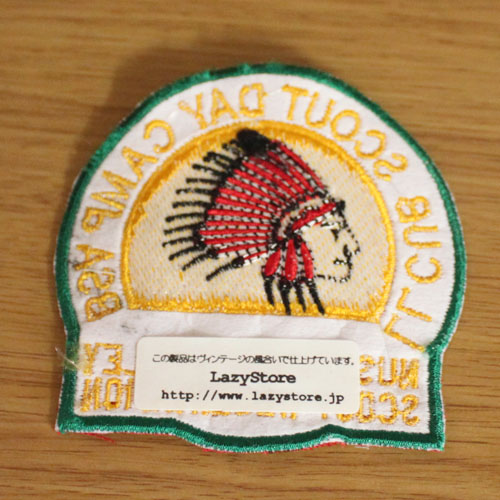 CUB SCOUT DAY CAMP BSA
この製品はヴィンテージの風合いで仕上げています。
LazyStore
http://www.lazystore.jp